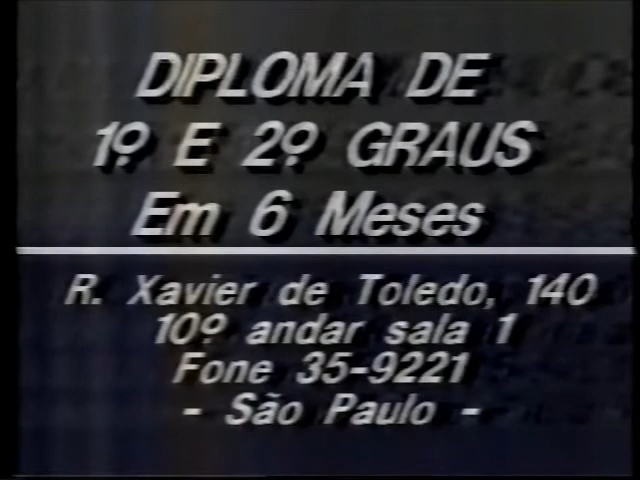 DIPLOMA DE
1º E 2º GRAUS
Em 6 Meses
R. Xavier de Toledo, 140
10º andar sala 1
Fone 35-9221
- São Paulo -